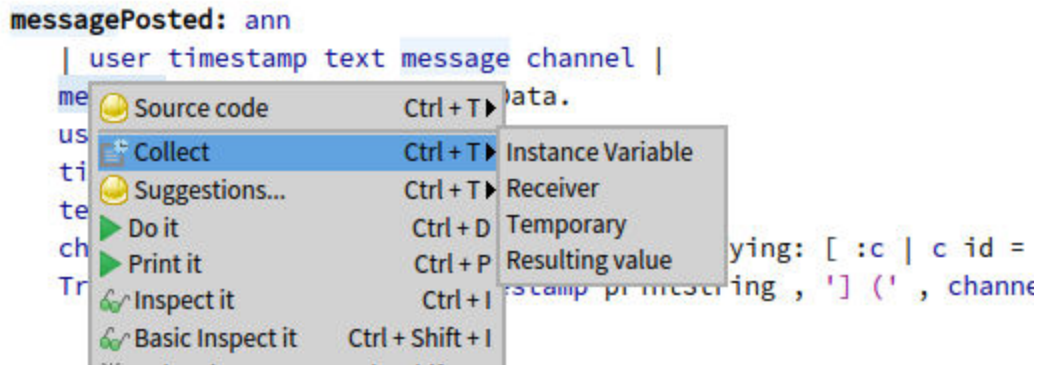 messagePosted: ann
| user timestamp text message channel |
me
Source code Ctrl + T
ata.
us
Collect Ctrl + T
Instance Variable
ti
Suggestions... Ctrl + T
Receiver
te
Do it Ctrl + D
Temporary
ch
Print it Ctrl + P
Resulting value
ying: [ :c | c id =
Tr
Inspect it Ctrl + I
printString , '] (' , channe
Basic Inspect it Ctrl + Shift + I